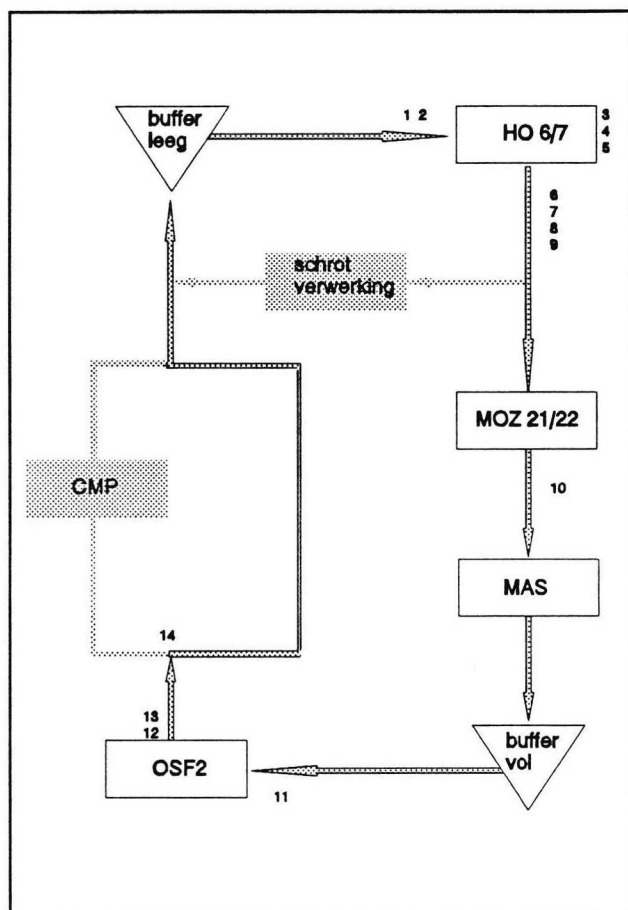 buffer
leeg
1 2
HO 6/7
3
4
5
6
7
8
9
schrot
verwerking
MOZ 21/22
CMP
10
MAS
14
13
12
OSF2
11
buffer
vol